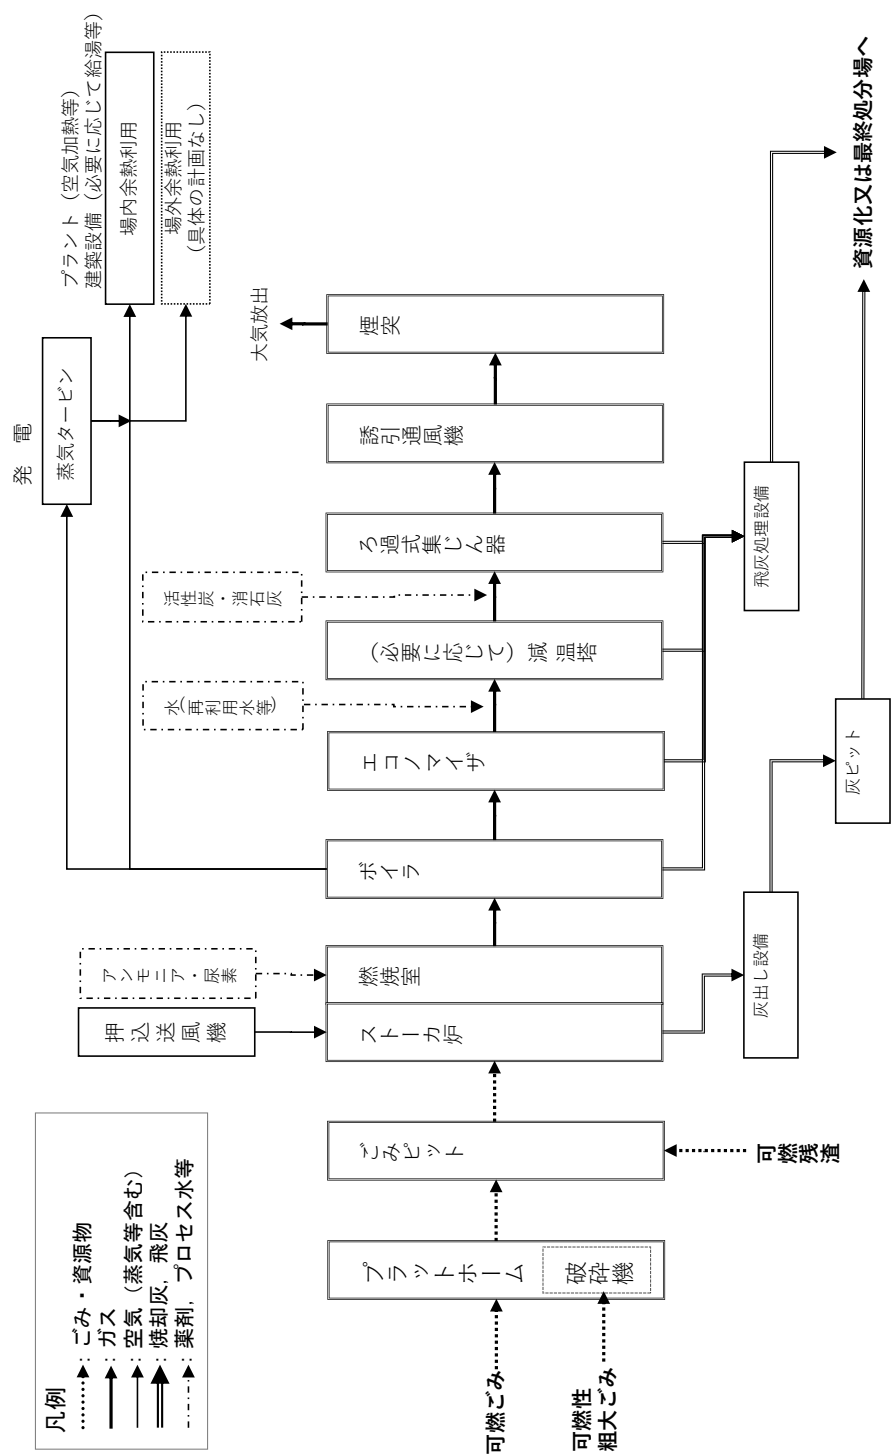 凡例
: ごみ・資源物
: ガス
: 空気（蒸気等含む）
: 焼却灰，飛灰
: 薬剤，プロセス水等
可燃ごみ
可燃性
粗大ごみ
プラットホーム
破砕機
ごみピット
可燃残渣
押込送風機
アンモニア・尿素
ストーカ炉
燃焼室
ボイラ
エコノマイザ
水(再利用水等)
（必要に応じて）減温塔
活性炭・消石灰
ろ過式集じん器
誘引通風機
煙突
大気放出
発　電
蒸気タービン
プラント（空気加熱等）
建築設備（必要に応じて給湯等）
場内余熱利用
場外余熱利用
（具体の計画なし）
灰出し設備
灰ピット
飛灰処理設備
資源化又は最終処分場へ